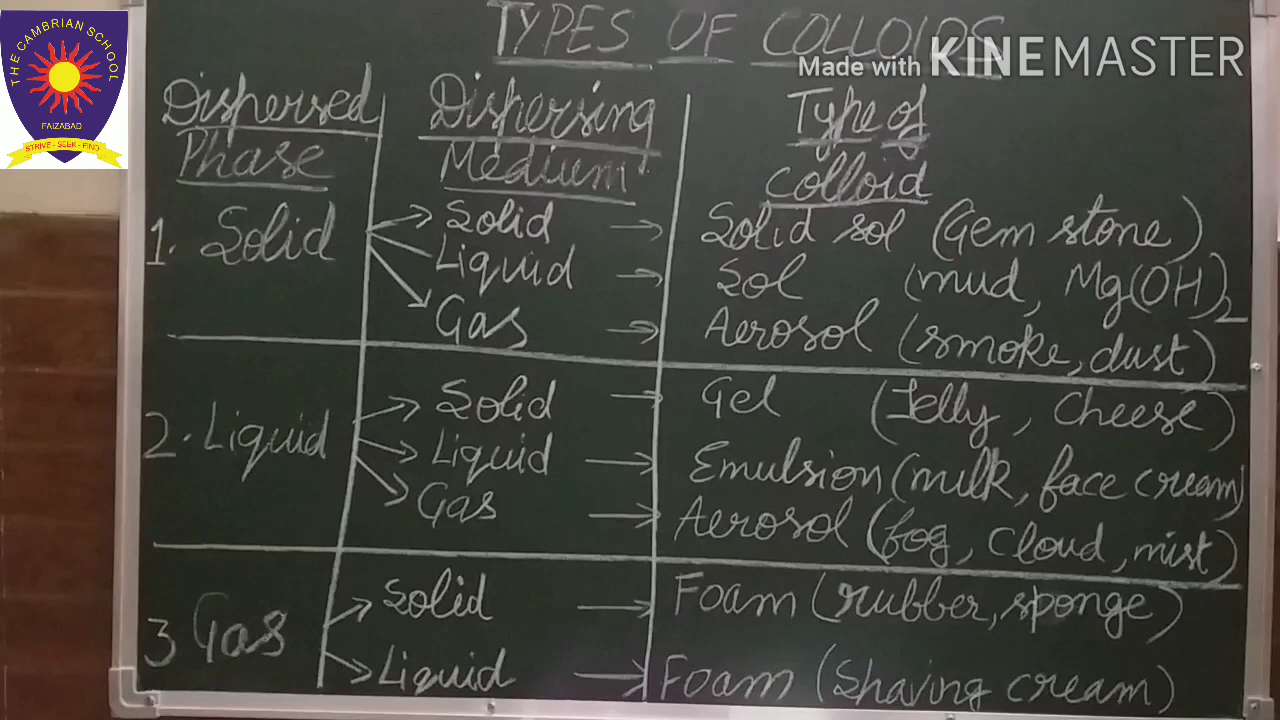 THE CAMBRIAN SCHOOL
FAIZABAD
STRIVE - SEEK - FIND
TYPES OF COLLOIDS
Made with KINEMASTER
Dispersed Phase Dispersing Medium Type of Colloid
1. Solid
Solid → Solid sol (Gem stone)
Liquid → Sol (mud, Mg(OH)2
Gas → Aerosol (smoke, dust)
2. Liquid
Solid → Gel (Jelly, Cheese)
Liquid → Emulsion (milk, face cream)
Gas → Aerosol (fog, cloud, mist)
3 Gas
Solid → Foam (rubber, sponge)
Liquid → Foam (Shaving cream)